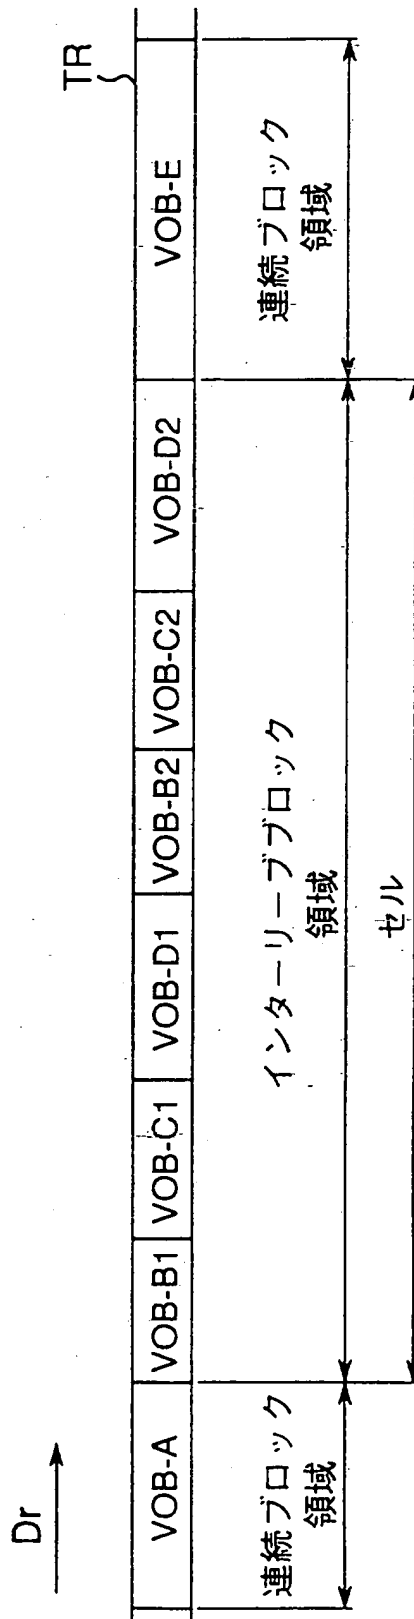 Dr
TR
VOB-A
VOB-B1
VOB-C1
VOB-D1
VOB-B2
VOB-C2
VOB-D2
VOB-E
連続ブロック
領域
インターリーブブロック
領域
連続ブロック
領域
セル